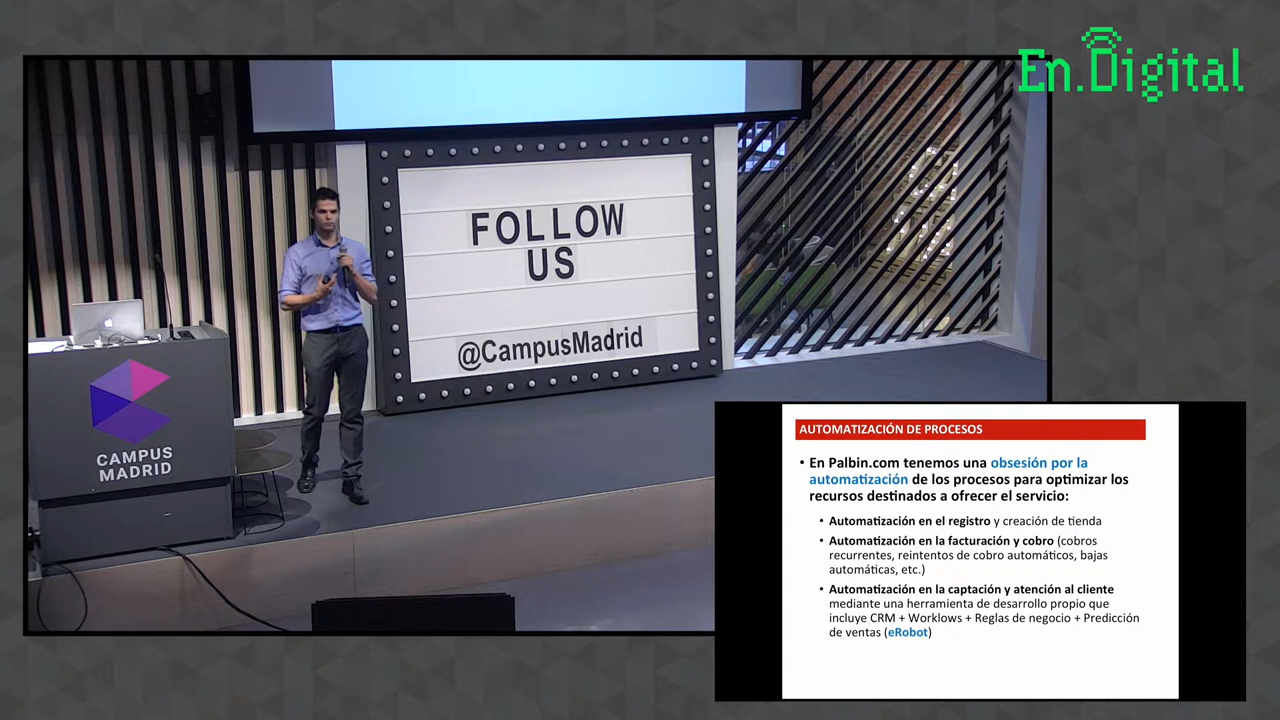 En.Digital
FOLLOW
US
@CampusMadrid
CAMPUS
MADRID
AUTOMATIZACIÓN DE PROCESOS
• En Palbin.com tenemos una obsesión por la
automatización de los procesos para optimizar los
recursos destinados a ofrecer el servicio:
• Automatización en el registro y creación de tienda
• Automatización en la facturación y cobro (cobros
recurrentes, reintentos de cobro automáticos, bajas
automáticas, etc.)
• Automatización en la captación y atención al cliente
mediante una herramienta de desarrollo propio que
incluye CRM + Worklows + Reglas de negocio + Predicción
de ventas (eRobot)